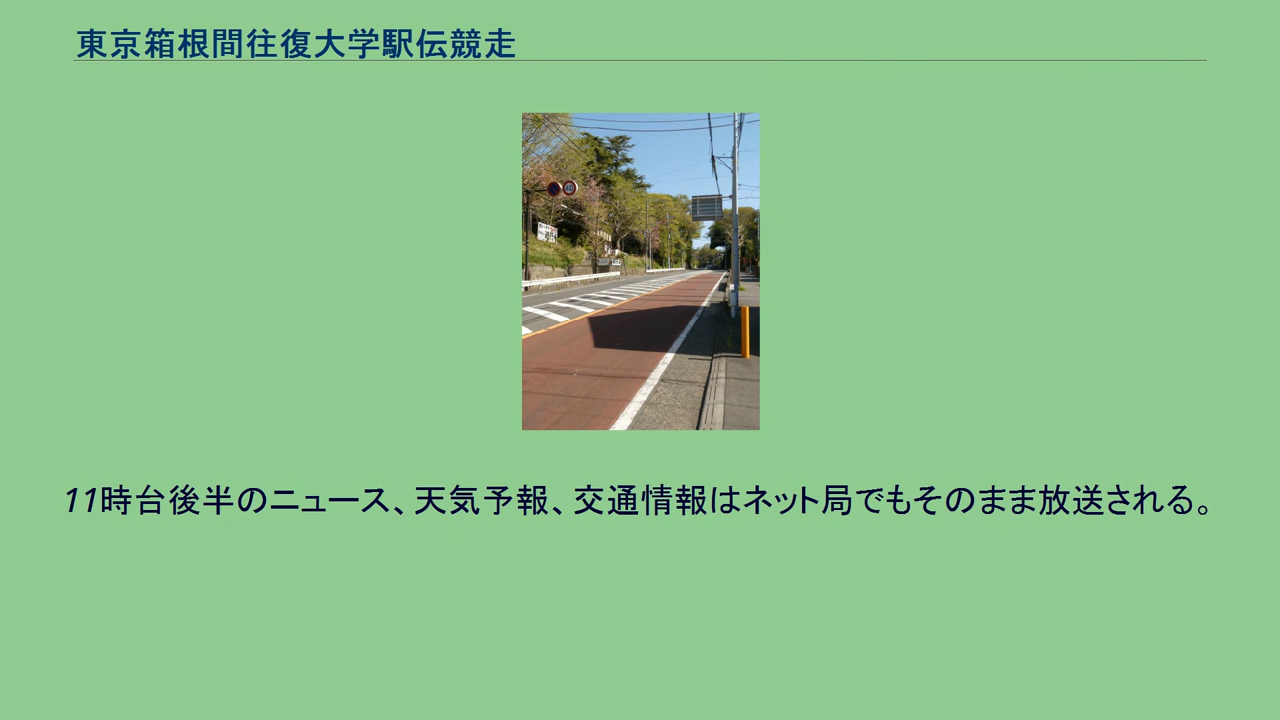 東京箱根間往復大学駅伝競走
11時台後半のニュース、天気予報、交通情報はネット局でもそのまま放送される。